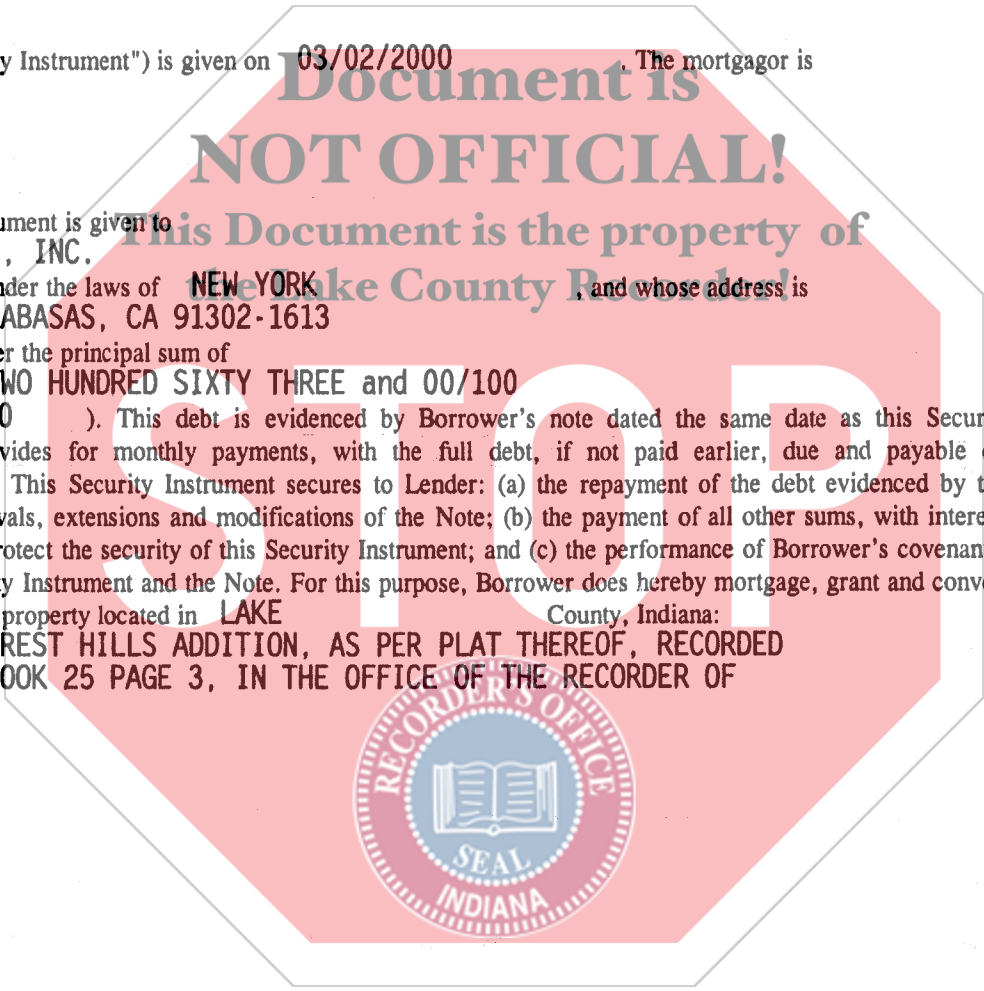 y Instrument") is given on 03/02/2000 . The mortgagor is
Document is
NOT OFFICIAL!
ument is given to
This Document is the property of
, INC.
nder the laws of NEW YORK , and whose address is
the Lake County Recorder!
ABASAS, CA 91302-1613
er the principal sum of
WO HUNDRED SIXTY THREE and 00/100
0 ). This debt is evidenced by Borrower's note dated the same date as this Secur
vides for monthly payments, with the full debt, if not paid earlier, due and payable
This Security Instrument secures to Lender: (a) the repayment of the debt evidenced by t
vals, extensions and modifications of the Note; (b) the payment of all other sums, with intere
rotect the security of this Security Instrument; and (c) the performance of Borrower's covenan
y Instrument and the Note. For this purpose, Borrower does hereby mortgage, grant and conv
property located in LAKE County, Indiana:
STOP
REST HILLS ADDITION, AS PER PLAT THEREOF, RECORDED
OOK 25 PAGE 3, IN THE OFFICE OF THE RECORDER OF
RECORDER'S OFFICE
SEAL
INDIANA